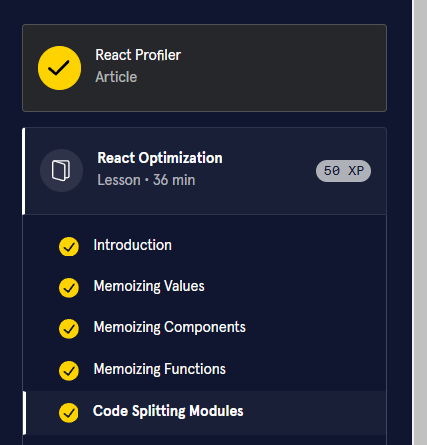 React Profiler
Article
React Optimization
Lesson • 36 min
50 XP
Introduction
Memoizing Values
Memoizing Components
Memoizing Functions
Code Splitting Modules